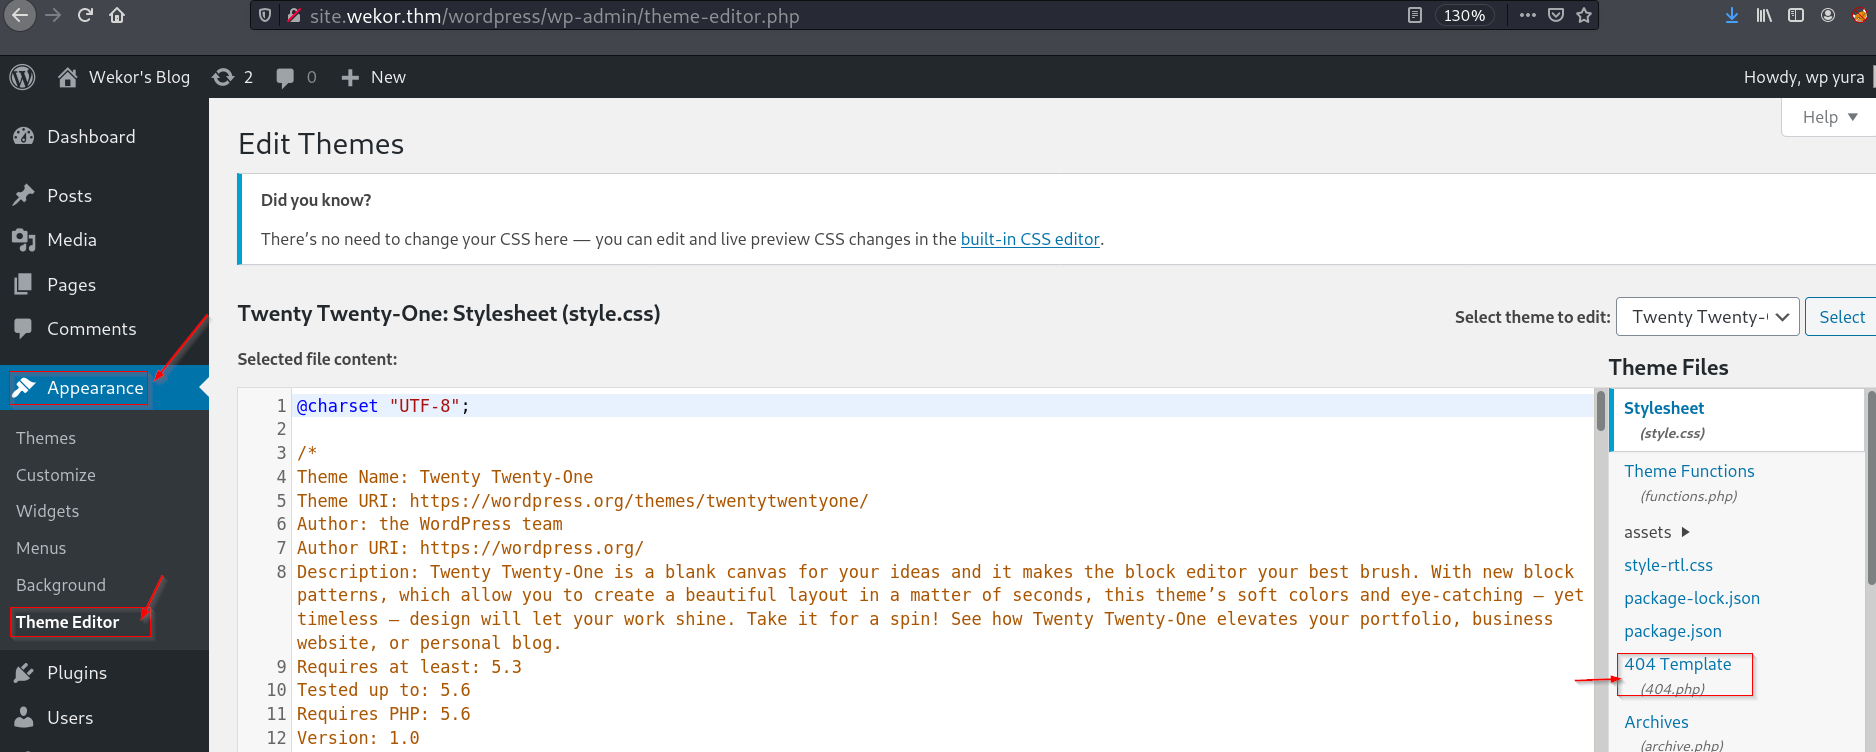 site.wekor.thm/wordpress/wp-admin/theme-editor.php 130%
Wekor's Blog 2 0 New Howdy, wp yura
Help
Dashboard
Posts
Media
Pages
Comments
Appearance
Themes
Customize
Widgets
Menus
Background
Theme Editor
Plugins
Users
Edit Themes
Did you know?
There’s no need to change your CSS here — you can edit and live preview CSS changes in the built-in CSS editor.
Twenty Twenty-One: Stylesheet (style.css)
Select theme to edit: Twenty Twenty-( Select
Selected file content:
1 @charset "UTF-8";
2
3 /*
4 Theme Name: Twenty Twenty-One
5 Theme URI: https://wordpress.org/themes/twentytwentyone/
6 Author: the WordPress team
7 Author URI: https://wordpress.org/
8 Description: Twenty Twenty-One is a blank canvas for your ideas and it makes the block editor your best brush. With new block
patterns, which allow you to create a beautiful layout in a matter of seconds, this theme’s soft colors and eye-catching — yet
timeless — design will let your work shine. Take it for a spin! See how Twenty Twenty-One elevates your portfolio, business
website, or personal blog.
9 Requires at least: 5.3
10 Tested up to: 5.6
11 Requires PHP: 5.6
12 Version: 1.0
Theme Files
Stylesheet
(style.css)
Theme Functions
(functions.php)
assets
style-rtl.css
package-lock.json
package.json
404 Template
(404.php)
Archives
(archive.php)